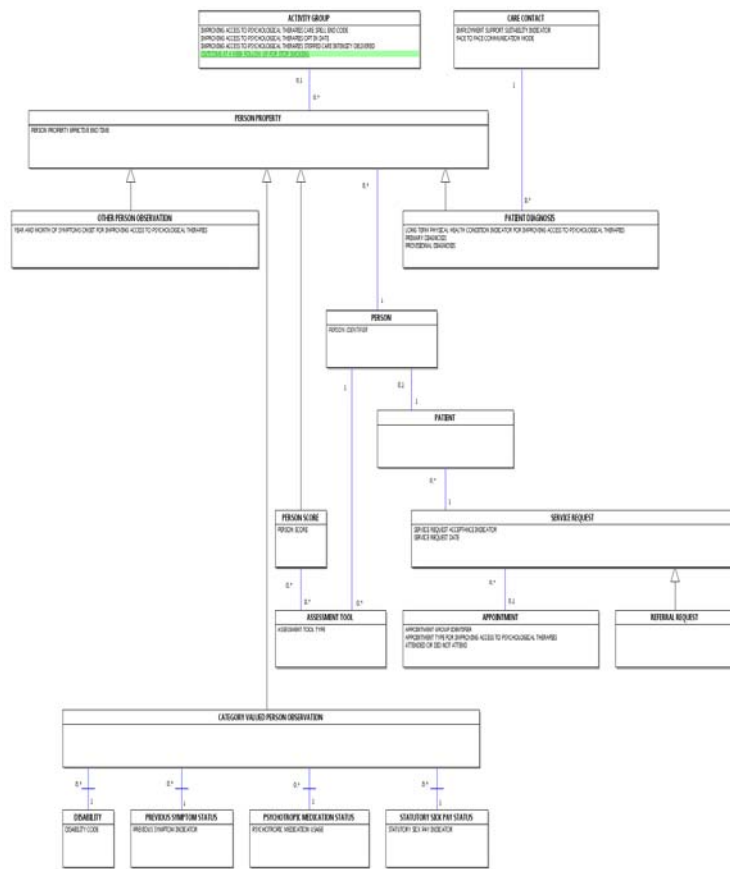 ACTIVITY GROUP
IMPROVING ACCESS TO PSYCHOLOGICAL THERAPIES CARE SPELL END CODE
IMPROVING ACCESS TO PSYCHOLOGICAL THERAPIES OPT IN DATE
IMPROVING ACCESS TO PSYCHOLOGICAL THERAPIES STEPPED CARE INTENSITY DELIVERED
CARE CONTACT
EMPLOYMENT SUPPORT SUITABILITY INDICATOR
FACE TO FACE COMMUNICATION MODE
0..1
0..*
1
PERSON PROPERTY
PERSON PROPERTY EFFECTIVE END TIME
0..*
0..*
OTHER PERSON OBSERVATION
YEAR AND MONTH OF SYMPTOMS ONSET FOR IMPROVING ACCESS TO PSYCHOLOGICAL THERAPIES
PATIENT DIAGNOSIS
LONG TERM PHYSICAL HEALTH CONDITION INDICATOR FOR IMPROVING ACCESS TO PSYCHOLOGICAL THERAPIES
PRIMARY DIAGNOSIS
PROVISIONAL DIAGNOSIS
1
PERSON
PERSON IDENTIFIER
1
0..1
1
PATIENT
0..*
1
PERSON SCORE
PERSON SCORE
SERVICE REQUEST
SERVICE REQUEST ACCEPTANCE INDICATOR
SERVICE REQUEST DATE
0..*
0..*
0..*
0..*
0..1
ASSESSMENT TOOL
ASSESSMENT TOOL TYPE
APPOINTMENT
APPOINTMENT GROUP IDENTIFIER
APPOINTMENT TYPE FOR IMPROVING ACCESS TO PSYCHOLOGICAL THERAPIES
ATTENDED OR DID NOT ATTEND
REFERRAL REQUEST
CATEGORY VALUED PERSON OBSERVATION
0..*
1
0..*
1
0..*
1
0..*
1
DISABILITY
DISABILITY CODE
PREVIOUS SYMPTOM STATUS
PREVIOUS SYMPTOM INDICATOR
PSYCHOTROPIC MEDICATION STATUS
PSYCHOTROPIC MEDICATION USAGE
STATUTORY SICK PAY STATUS
STATUTORY SICK PAY INDICATOR